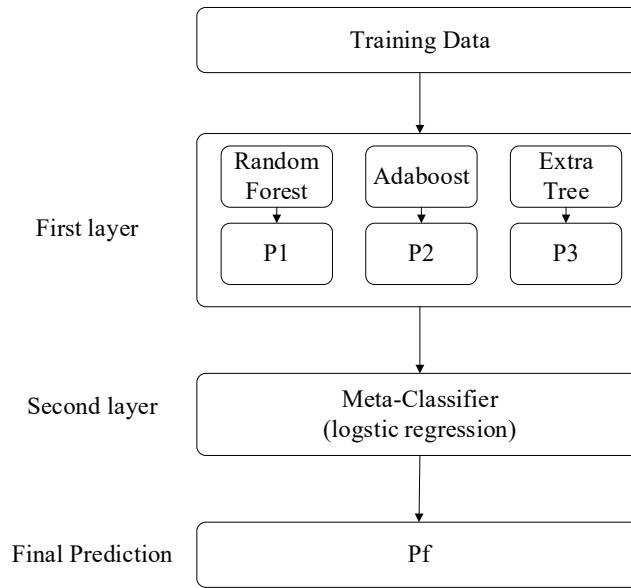 Training Data
Random
Forest
Adaboost
Extra
Tree
First layer
P1
P2
P3
Second layer
Meta-Classifier
(logstic regression)
Final Prediction
Pf